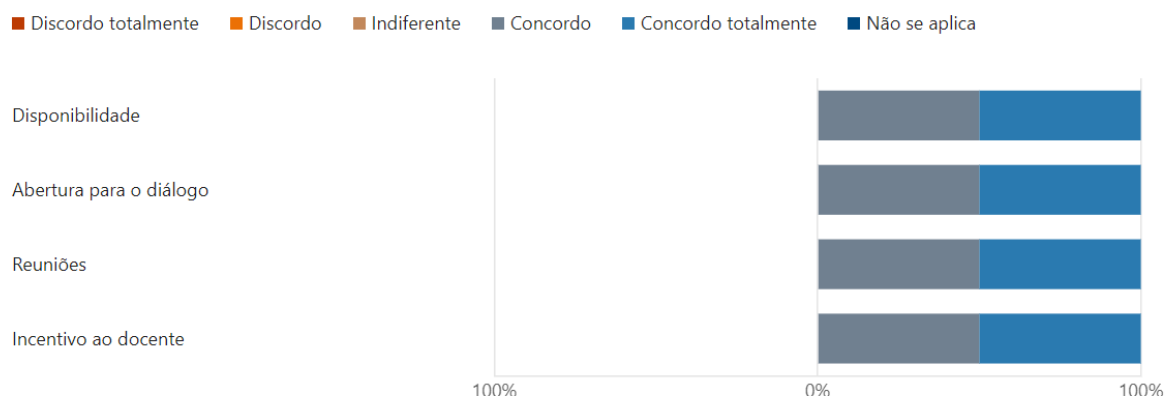 Discordo totalmente Discordo Indiferente Concordo Concordo totalmente Não se aplica
Disponibilidade
Abertura para o diálogo
Reuniões
Incentivo ao docente
100% 0% 100%